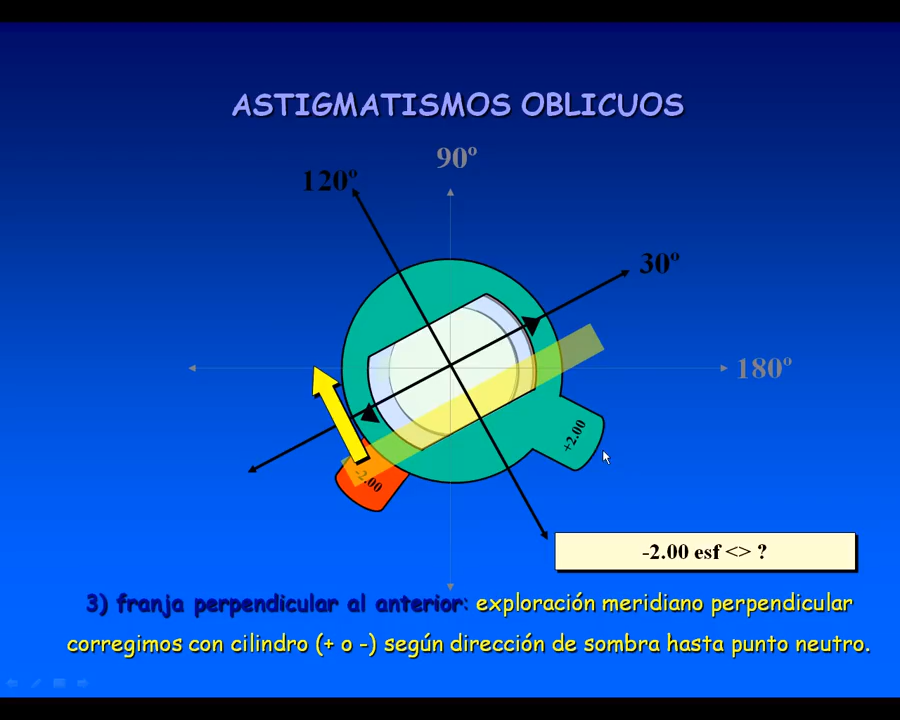 ASTIGMATISMOS OBLICUOS
90º
120º
30º
180º
+2.00
-2.00
-2.00 esf <> ?
3) franja perpendicular al anterior: exploración meridiano perpendicular
corregimos con cilindro (+ o -) según dirección de sombra hasta punto neutro.